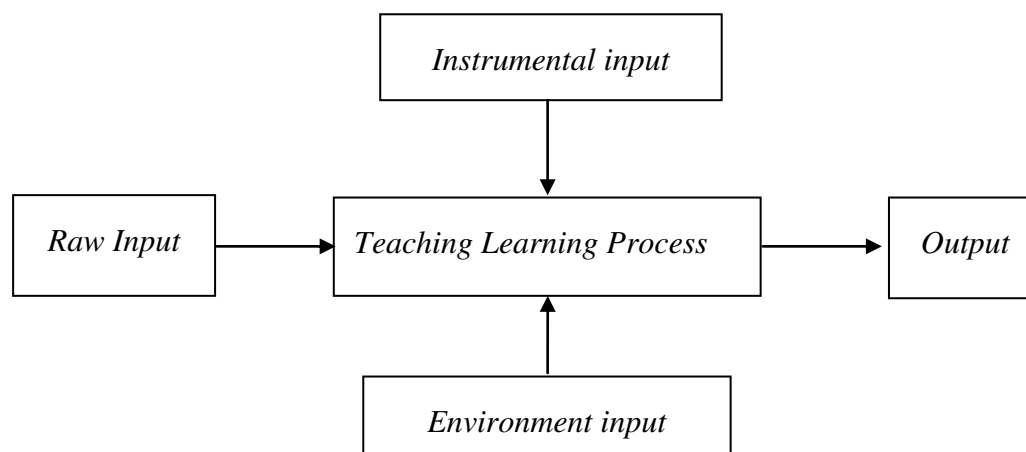 Instrumental input
Raw Input
Teaching Learning Process
Output
Environment input